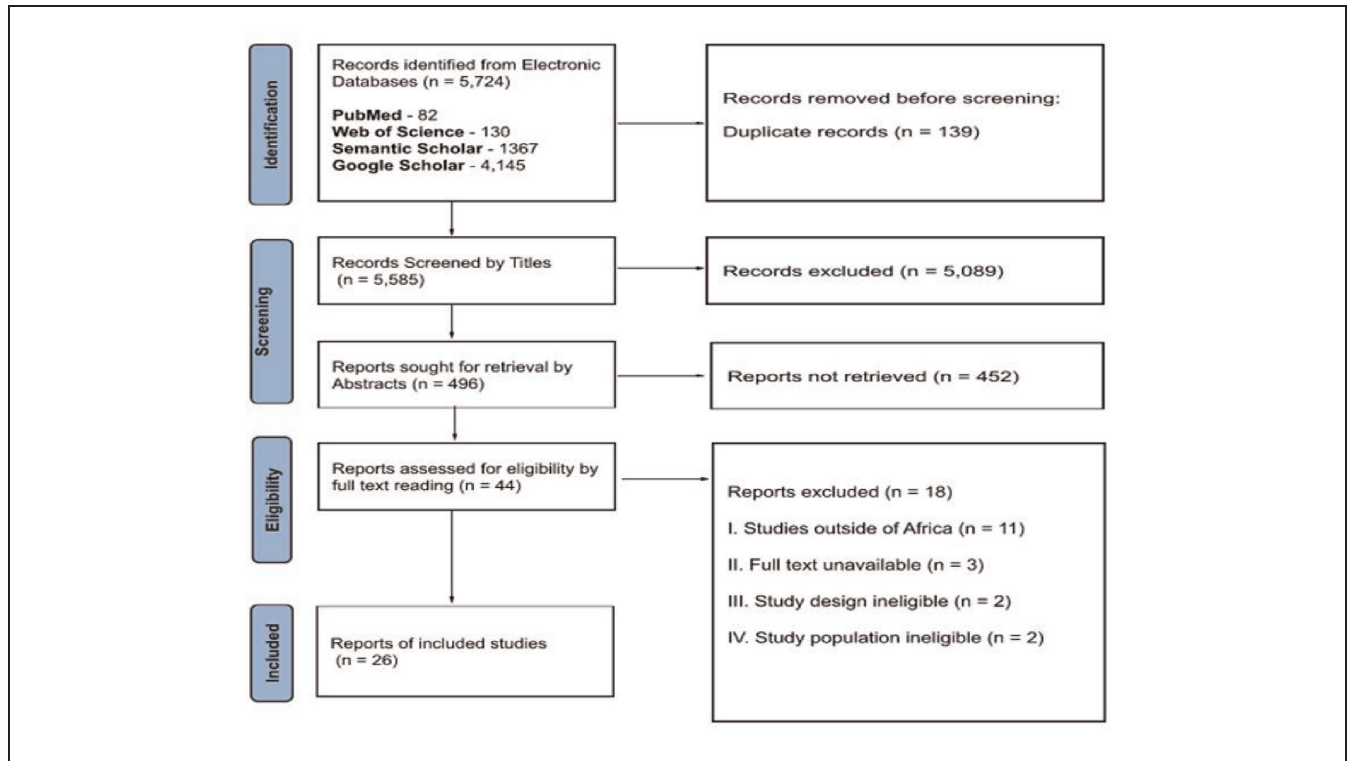 Identification
Records identified from Electronic
Databases (n = 5,724)
PubMed - 82
Web of Science - 130
Semantic Scholar - 1367
Google Scholar - 4,145
Records removed before screening:
Duplicate records (n = 139)
Screening
Records Screened by Titles
(n = 5,585)
Records excluded (n = 5,089)
Reports sought for retrieval by
Abstracts (n = 496)
Reports not retrieved (n = 452)
Eligibility
Reports assessed for eligibility by
full text reading (n = 44)
Reports excluded (n = 18)
I. Studies outside of Africa (n = 11)
II. Full text unavailable (n = 3)
III. Study design ineligible (n = 2)
IV. Study population ineligible (n = 2)
Included
Reports of included studies
(n = 26)